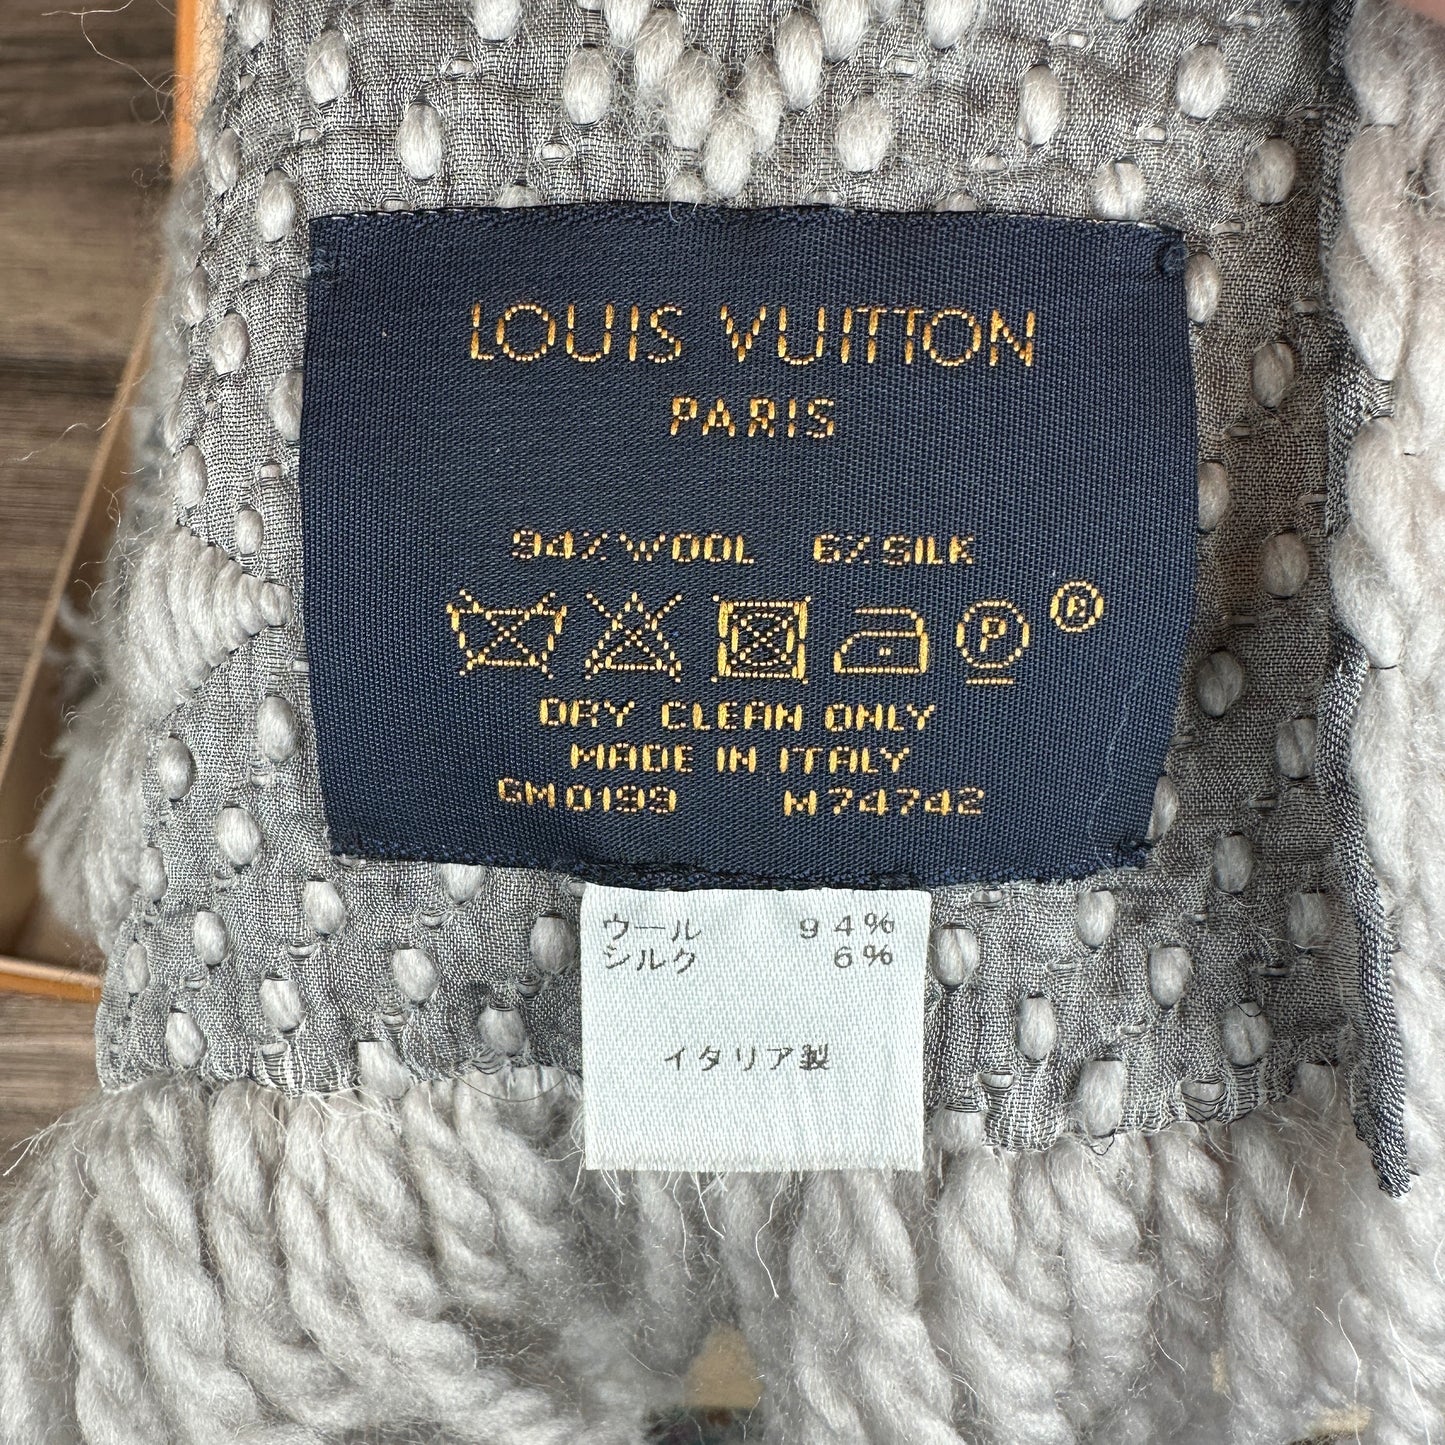 LOUIS VUITTON
PARIS
94% WOOL 6% SILK
P ®
DRY CLEAN ONLY
MADE IN ITALY
GM0199 M74742
ウール 94%
シルク 6%
イタリア製